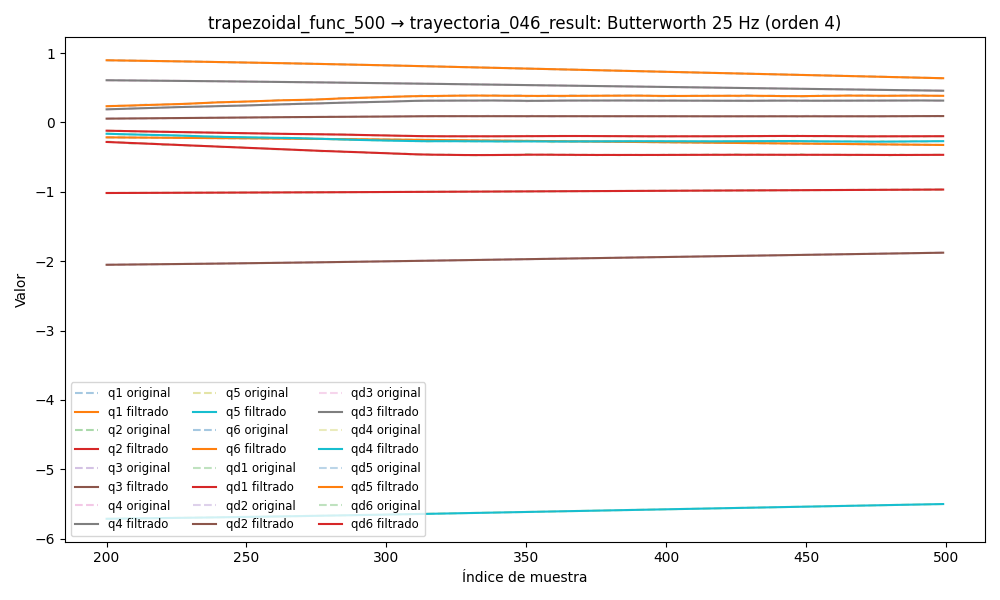 trapezoidal_func_500 → trayectoria_046_result: Butterworth 25 Hz (orden 4)
Valor
1
0
−1
−2
−3
−4
−5
−6
q1 original
q1 filtrado
q2 original
q2 filtrado
q3 original
q3 filtrado
q4 original
q4 filtrado
q5 original
q5 filtrado
q6 original
q6 filtrado
qd1 original
qd1 filtrado
qd2 original
qd2 filtrado
qd3 original
qd3 filtrado
qd4 original
qd4 filtrado
qd5 original
qd5 filtrado
qd6 original
qd6 filtrado
200
250
300
350
400
450
500
Índice de muestra